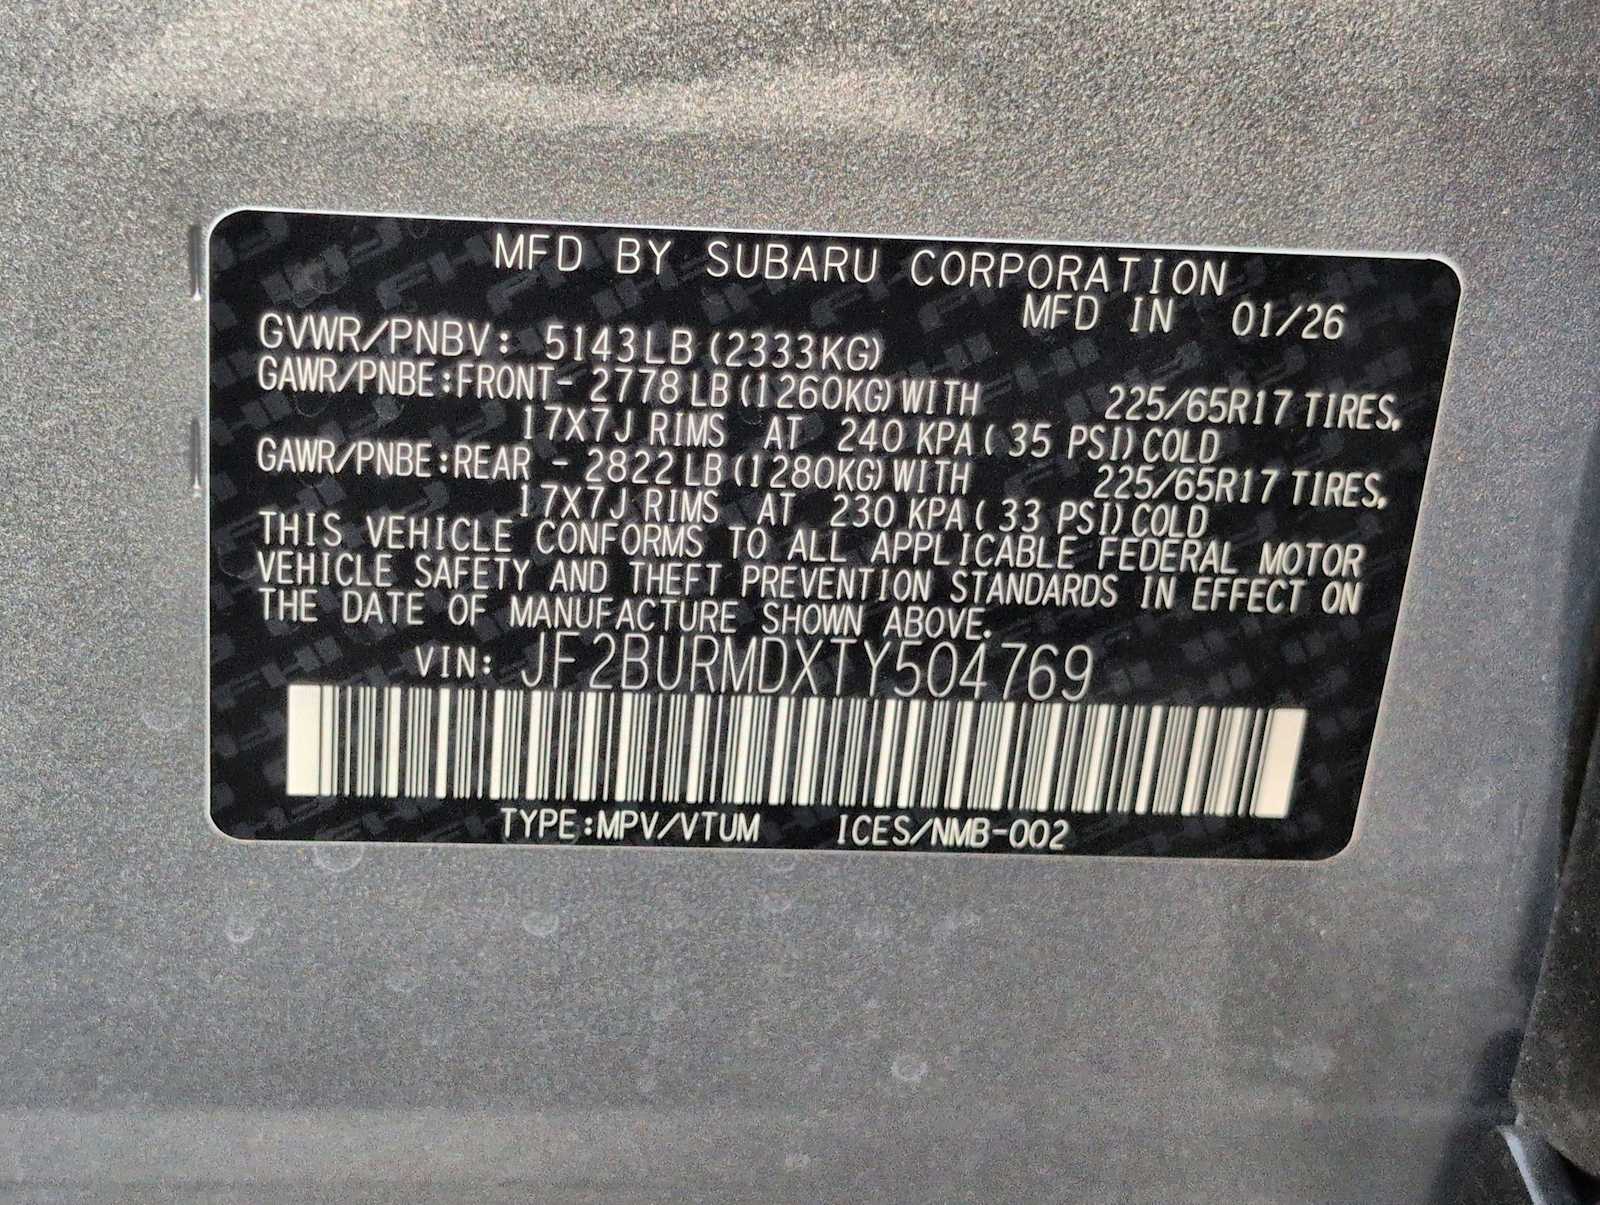 MFD BY SUBARU CORPORATION
MFD IN 01/26
GVWR/PNBV: 5143LB (2333KG)
GAWR/PNBE:FRONT- 2778LB(1260KG)WITH 225/65R17 TIRES,
17X7J RIMS AT 240 KPA( 35 PSI)COLD
GAWR/PNBE:REAR - 2822LB(1280KG)WITH 225/65R17 TIRES,
17X7J RIMS AT 230 KPA( 33 PSI)COLD
THIS VEHICLE CONFORMS TO ALL APPLICABLE FEDERAL MOTOR
VEHICLE SAFETY AND THEFT PREVENTION STANDARDS IN EFFECT ON
THE DATE OF MANUFACTURE SHOWN ABOVE.
VIN: JF2BURMDXTY504769
TYPE:MPV/VTUM ICES/NMB-002